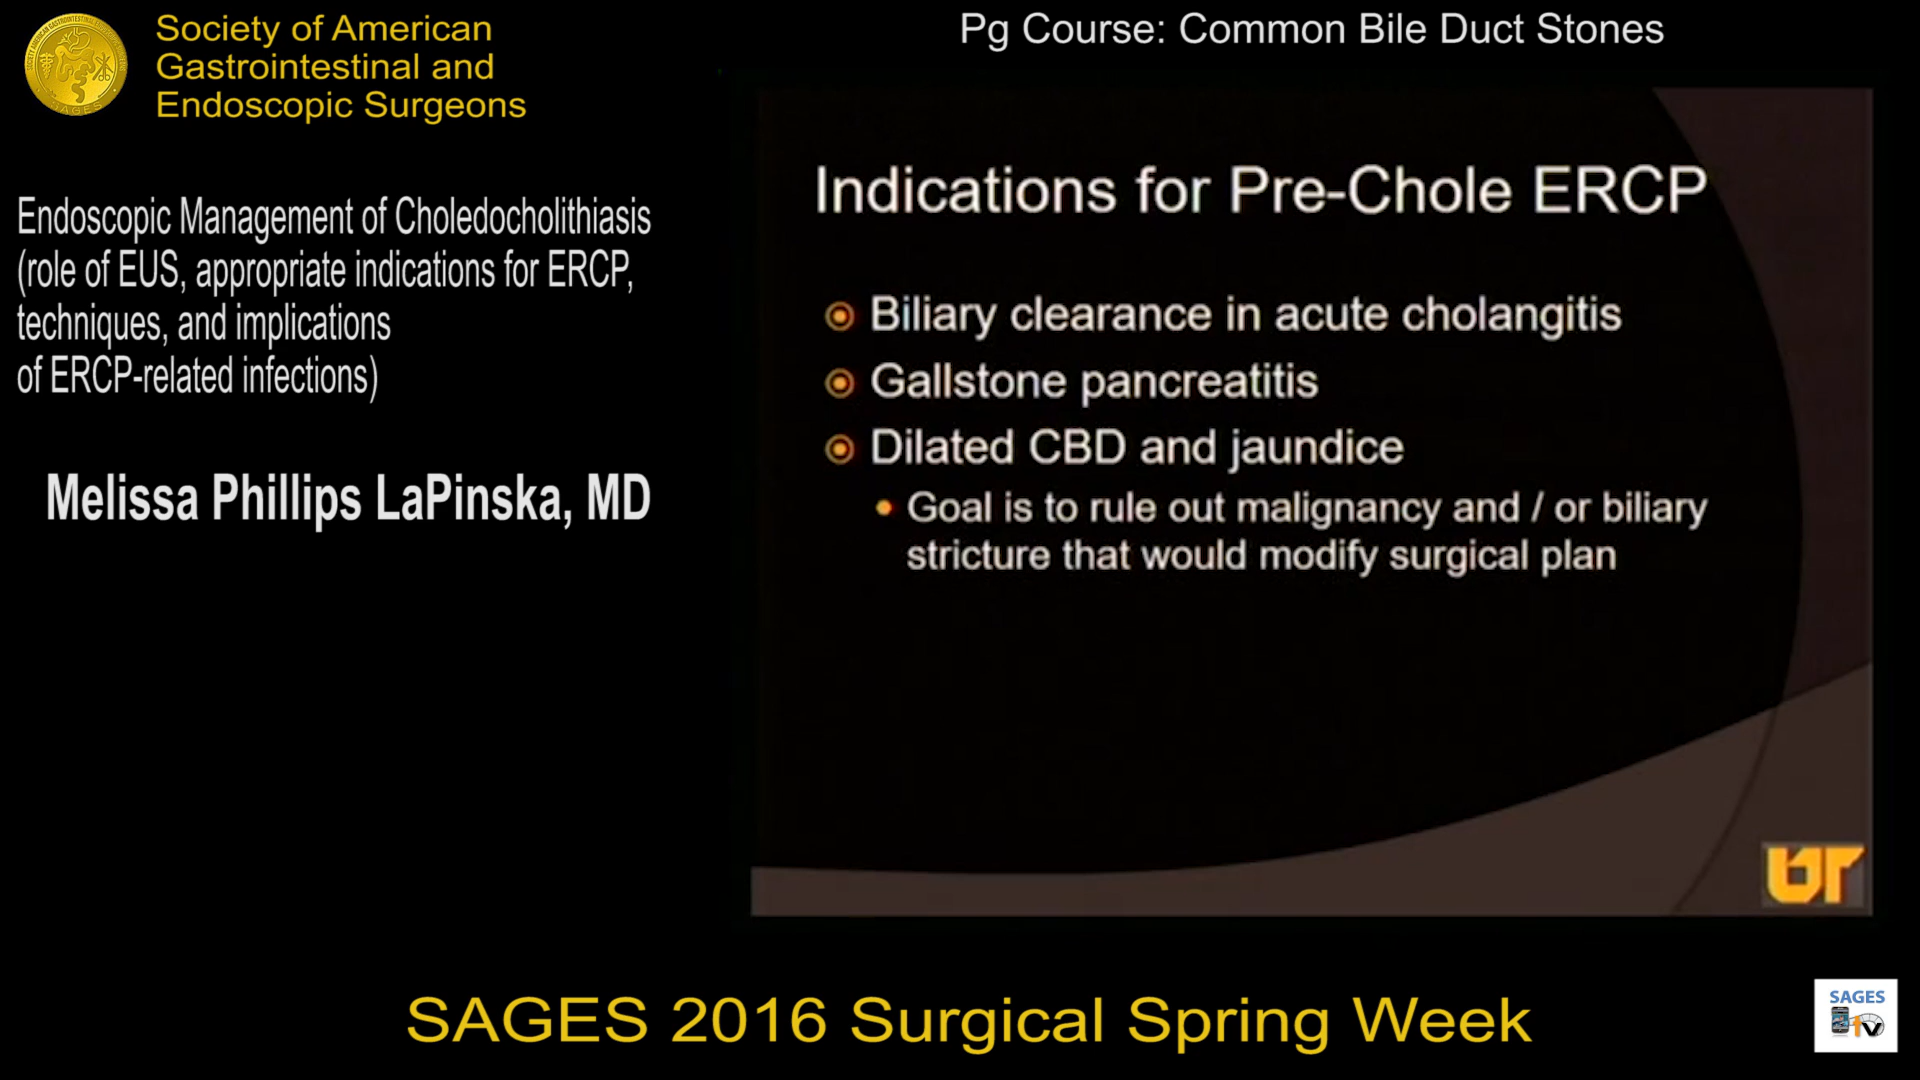 Society of American
Gastrointestinal and
Endoscopic Surgeons
Pg Course: Common Bile Duct Stones
Endoscopic Management of Choledocholithiasis
(role of EUS, appropriate indications for ERCP,
techniques, and implications
of ERCP-related infections)
Melissa Phillips LaPinska, MD
Indications for Pre-Chole ERCP
Biliary clearance in acute cholangitis
Gallstone pancreatitis
Dilated CBD and jaundice
Goal is to rule out malignancy and / or biliary
stricture that would modify surgical plan
UT
SAGES 2016 Surgical Spring Week
SAGES
tv